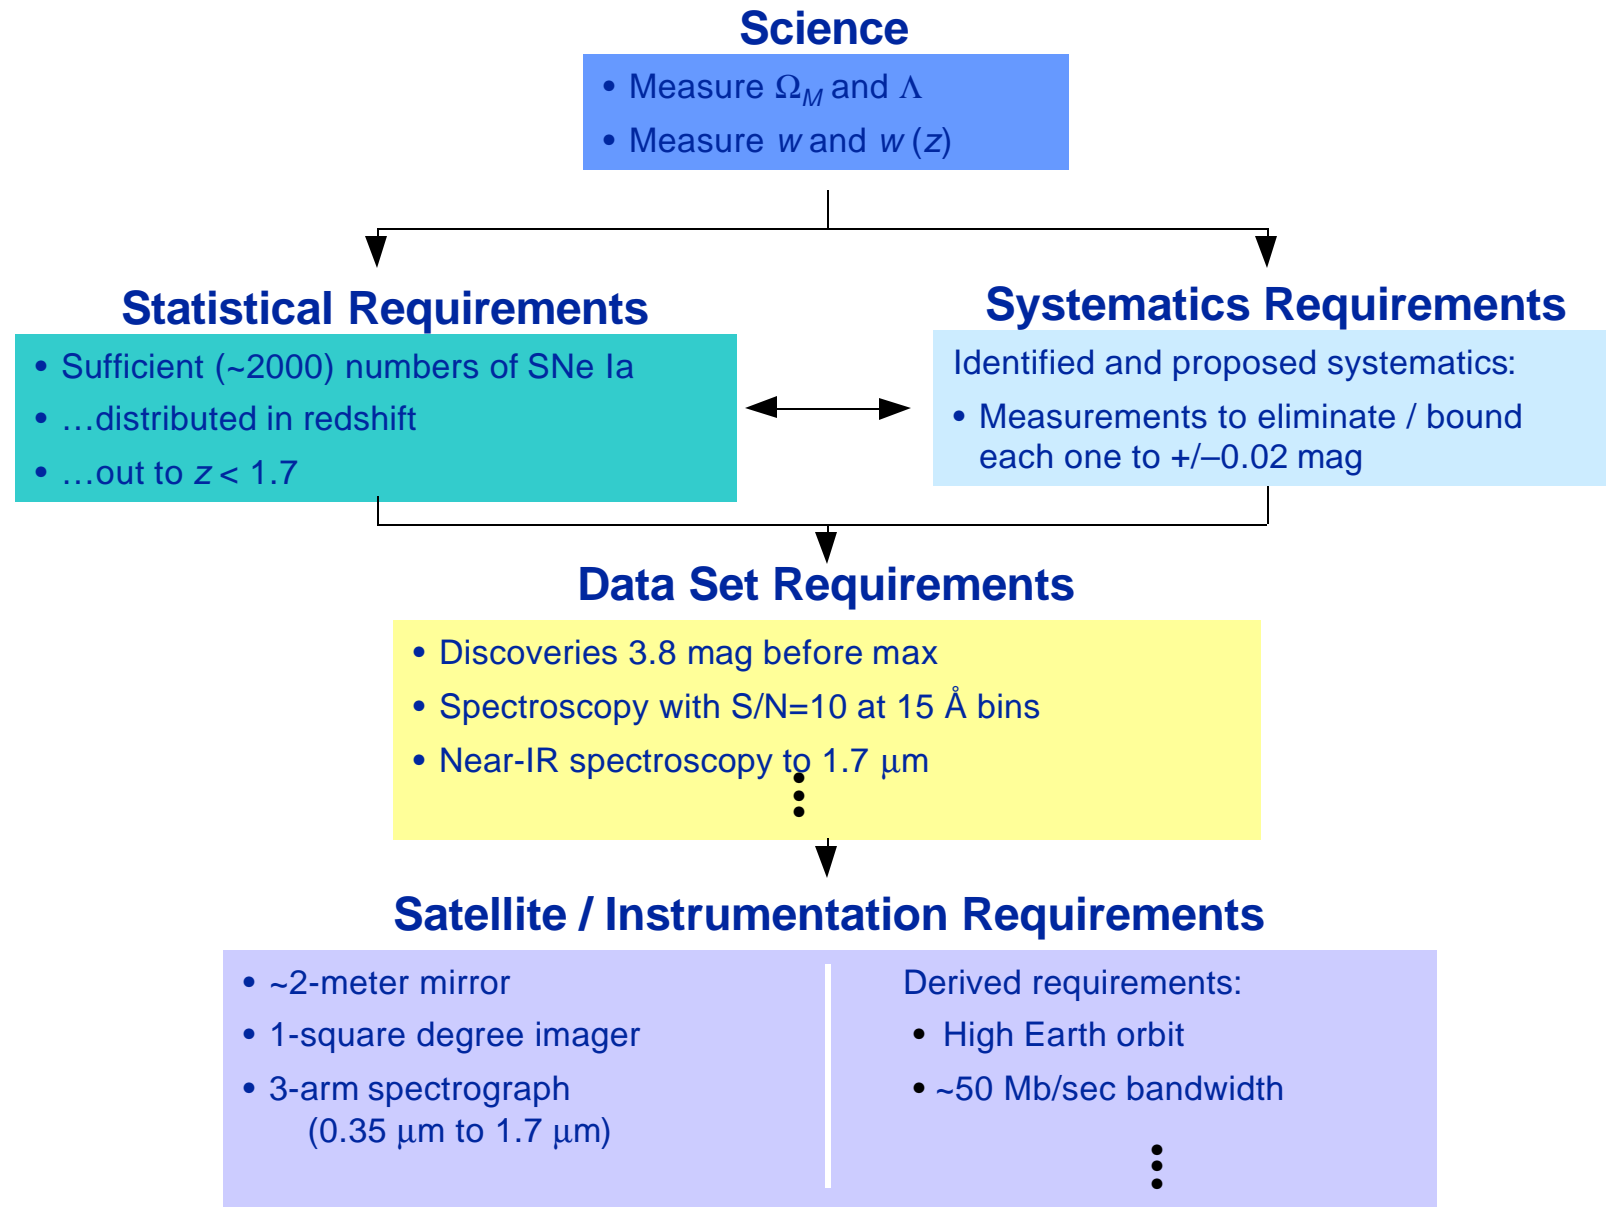 Science
• Measure Ω_M and Λ
• Measure w and w (z)
Statistical Requirements
• Sufficient (~2000) numbers of SNe Ia
• …distributed in redshift
• …out to z < 1.7
Systematics Requirements
Identified and proposed systematics:
• Measurements to eliminate / bound
each one to +/–0.02 mag
Data Set Requirements
• Discoveries 3.8 mag before max
• Spectroscopy with S/N=10 at 15 Å bins
• Near-IR spectroscopy to 1.7 μm
Satellite / Instrumentation Requirements
• ~2-meter mirror
• 1-square degree imager
• 3-arm spectrograph
(0.35 μm to 1.7 μm)
Derived requirements:
• High Earth orbit
• ~50 Mb/sec bandwidth